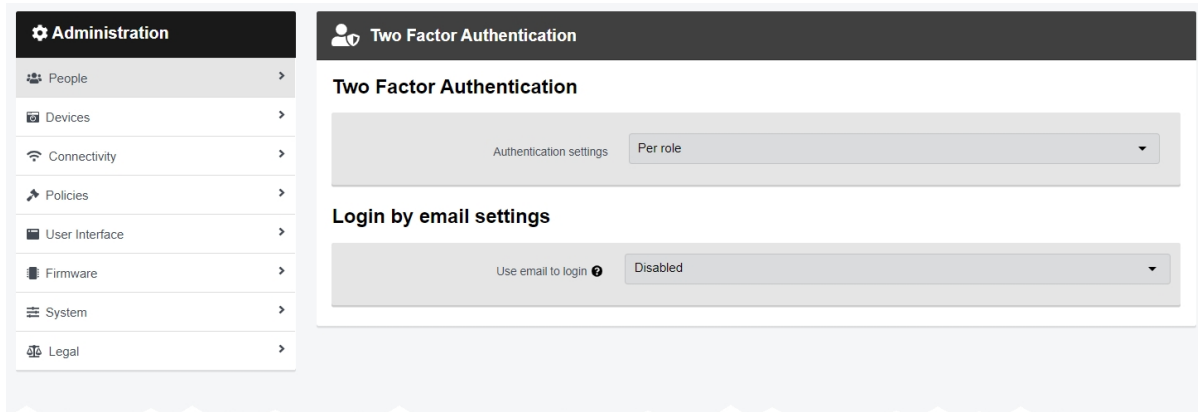 Administration
People
Devices
Connectivity
Policies
User Interface
Firmware
System
Legal
Two Factor Authentication
Two Factor Authentication
Authentication settings
Per role
Login by email settings
Use email to login
Disabled